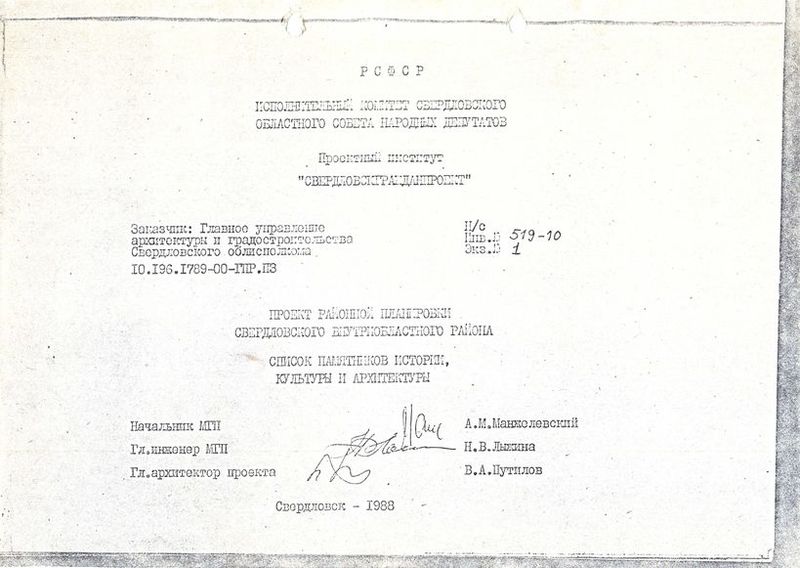 РСФСР
ИСПОЛНИТЕЛЬНЫЙ КОМИТЕТ СВЕРДЛОВСКОГО
ОБЛАСТНОГО СОВЕТА НАРОДНЫХ ДЕПУТАТОВ
Проектный институт
"СВЕРДЛОВСКГРАЖДАНПРОЕКТ"
Заказчик: Главное управление
архитектуры и градостроительства
Свердловского облисполкома
10.196.1789-00-ГПР.ПЗ
Н/с
Инв.№ 519-10
Экз.№ 1
ПРОЕКТ РАЙОННОЙ ПЛАНИРОВКИ
СВЕРДЛОВСКОГО ВНУТРИОБЛАСТНОГО РАЙОНА
СПИСОК ПАМЯТНИКОВ ИСТОРИИ,
КУЛЬТУРЫ И АРХИТЕКТУРЫ
Начальник МГП А.М.Манжелевский
Гл.инженер МГП Н.В.Лыжина
Гл.архитектор проекта В.А.Путилов
Свердловск - 1988